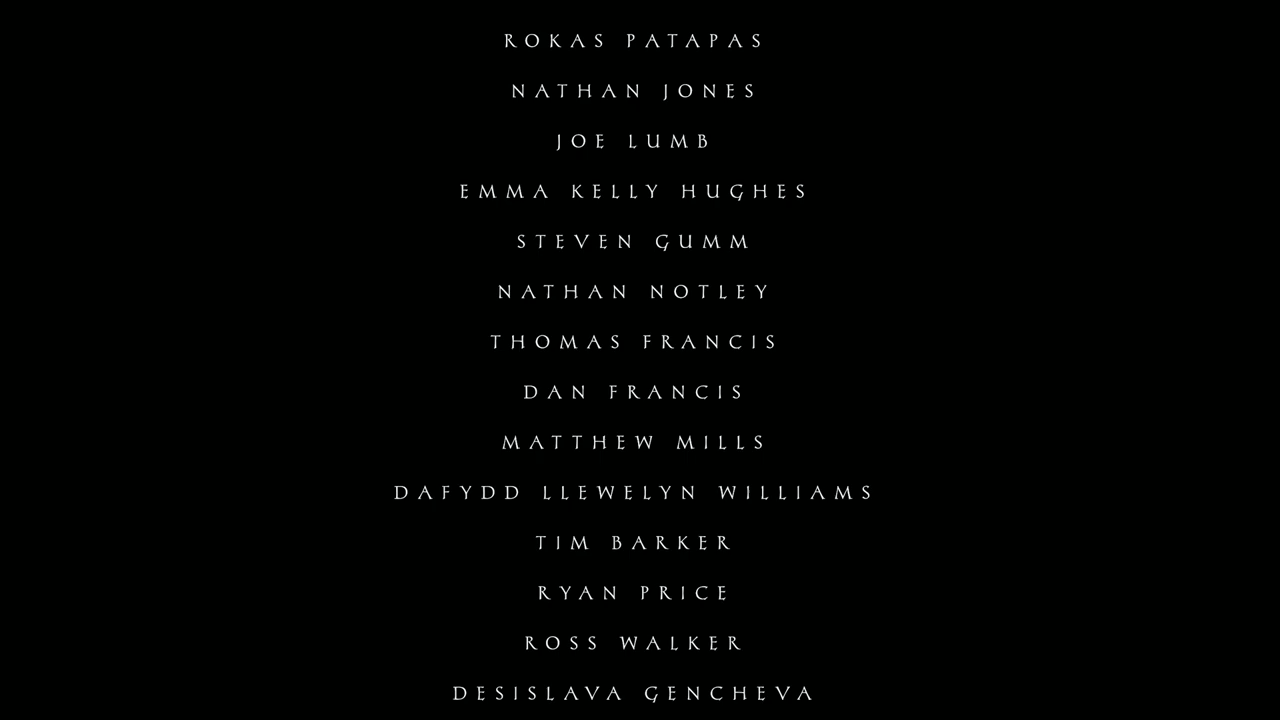 ROKAS PATAPAS
NATHAN JONES
JOE LUMB
EMMA KELLY HUGHES
STEVEN GUMM
NATHAN NOTLEY
THOMAS FRANCIS
DAN FRANCIS
MATTHEW MILLS
DAFYDD LLEWELYN WILLIAMS
TIM BARKER
RYAN PRICE
ROSS WALKER
DESISLAVA GENCHEVA